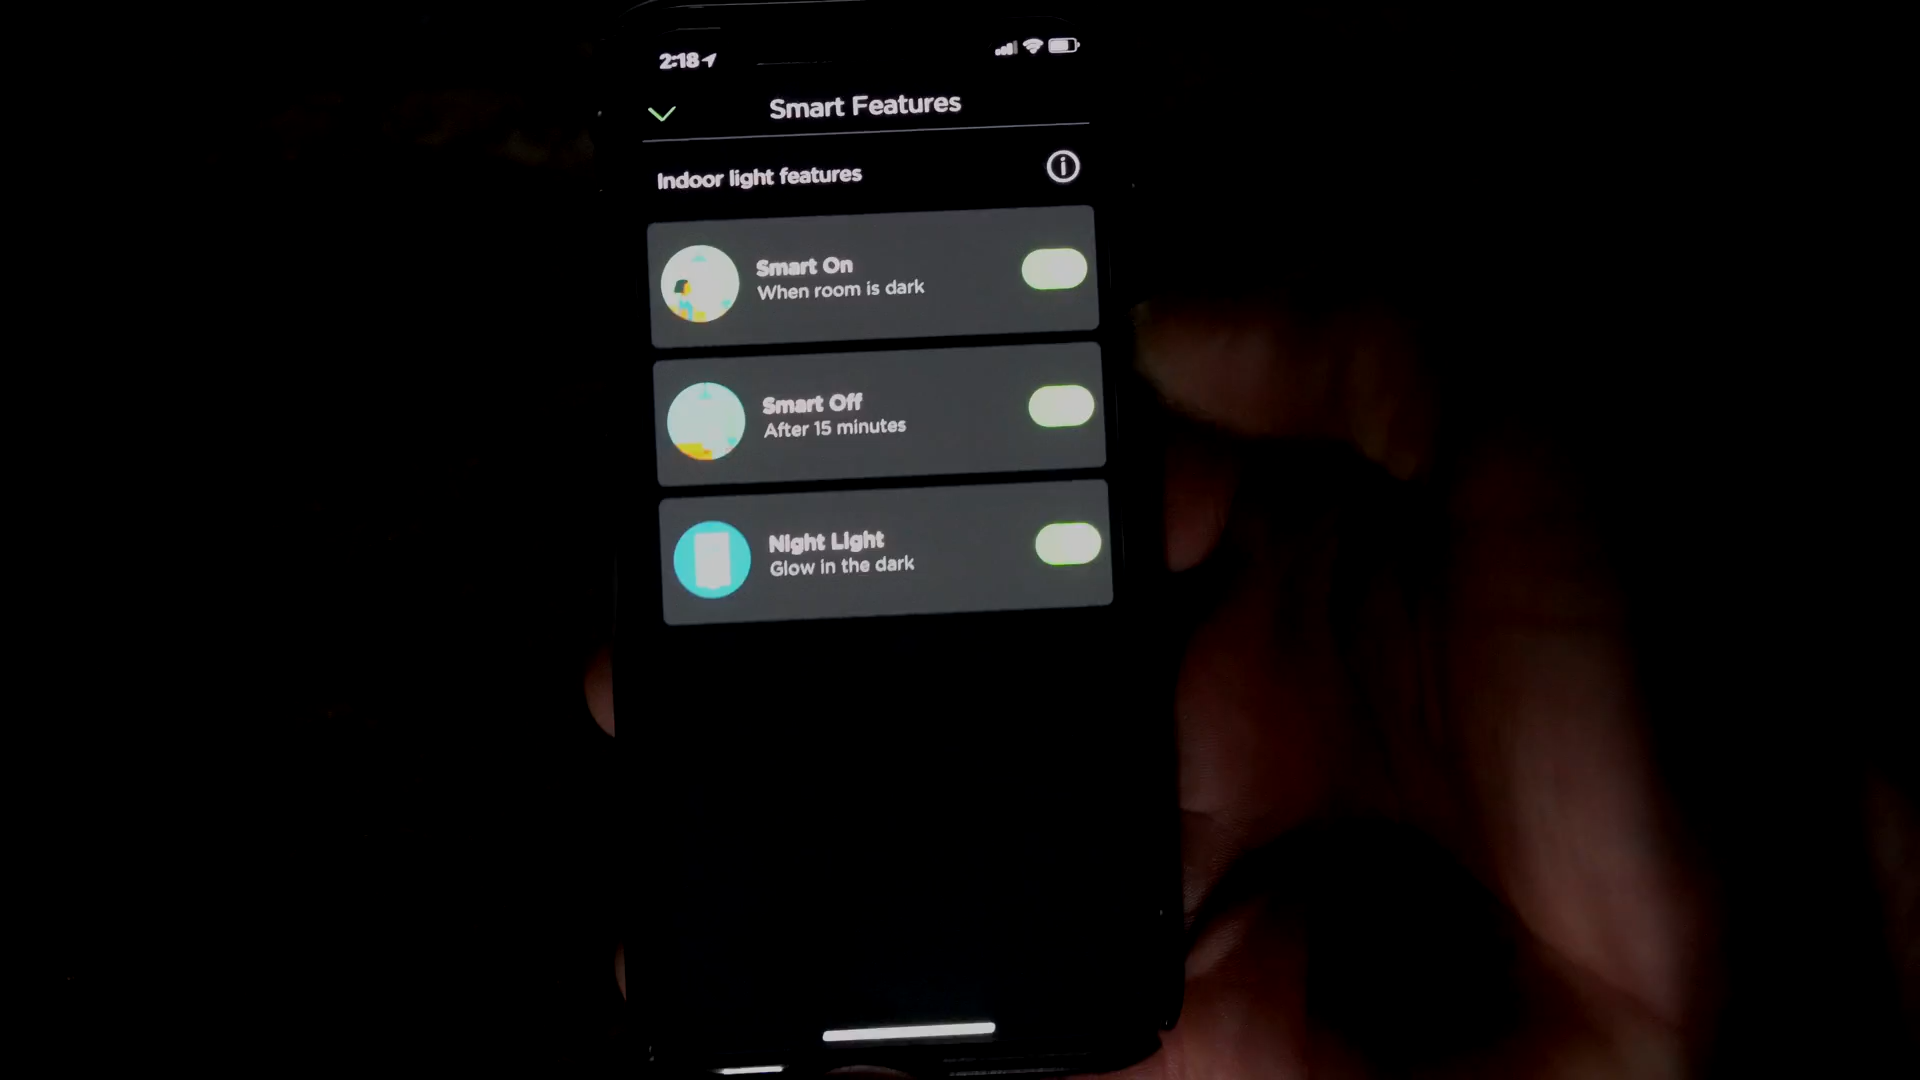 2:18
Smart Features
Indoor light features
Smart On
When room is dark
Smart Off
After 15 minutes
Night Light
Glow in the dark